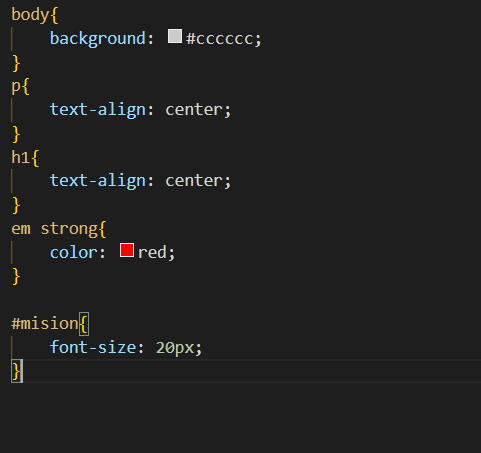 body{
    background: #cccccc;
}
p{
    text-align: center;
}
h1{
    text-align: center;
}
em strong{
    color: red;
}
#mision{
    font-size: 20px;
}